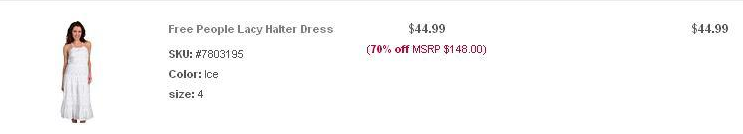 Free People Lacy Halter Dress $44.99 $44.99
SKU: #7803195 (70% off MSRP $148.00)
Color: Ice
size: 4